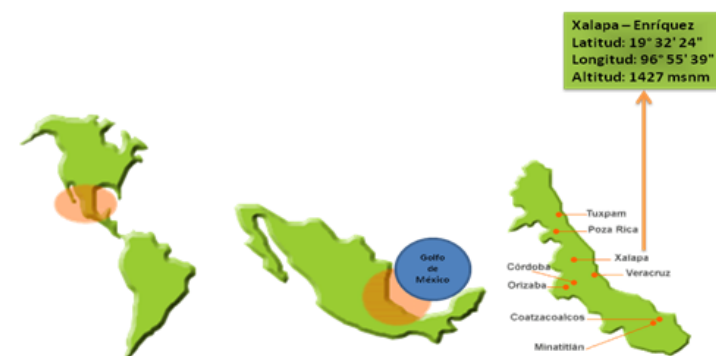 Xalapa – Enríquez
Latitud: 19° 32' 24"
Longitud: 96° 55' 39"
Altitud: 1427 msnm
Golfo
de
México
Tuxpam
Poza Rica
Xalapa
Córdoba
Veracruz
Orizaba
Coatzacoalcos
Minatitlán